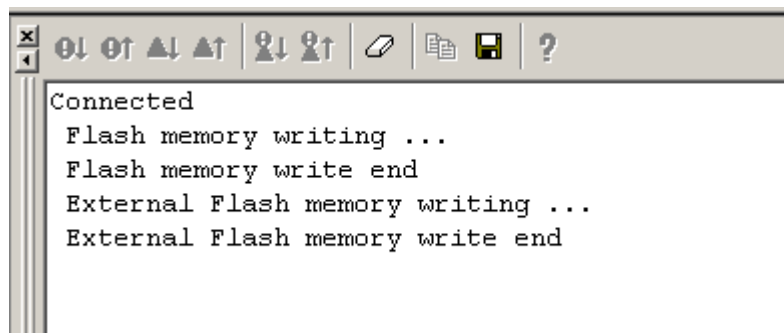 Connected
Flash memory writing ...
Flash memory write end
External Flash memory writing ...
External Flash memory write end